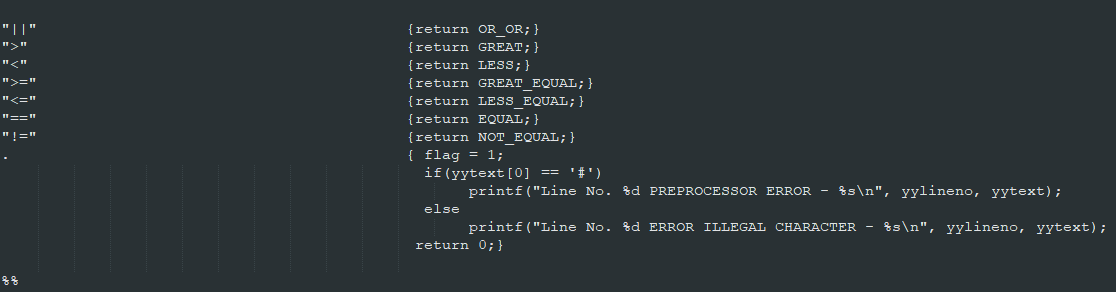 "||" {return OR_OR;}
">" {return GREAT;}
"<" {return LESS;}
">=" {return GREAT_EQUAL;}
"<=" {return LESS_EQUAL;}
"==" {return EQUAL;}
"!=" {return NOT_EQUAL;}
. { flag = 1;
if(yytext[0] == '#')
printf("Line No. %d PREPROCESSOR ERROR - %s\n", yylineno, yytext);
else
printf("Line No. %d ERROR ILLEGAL CHARACTER - %s\n", yylineno, yytext);
return 0;}
%%